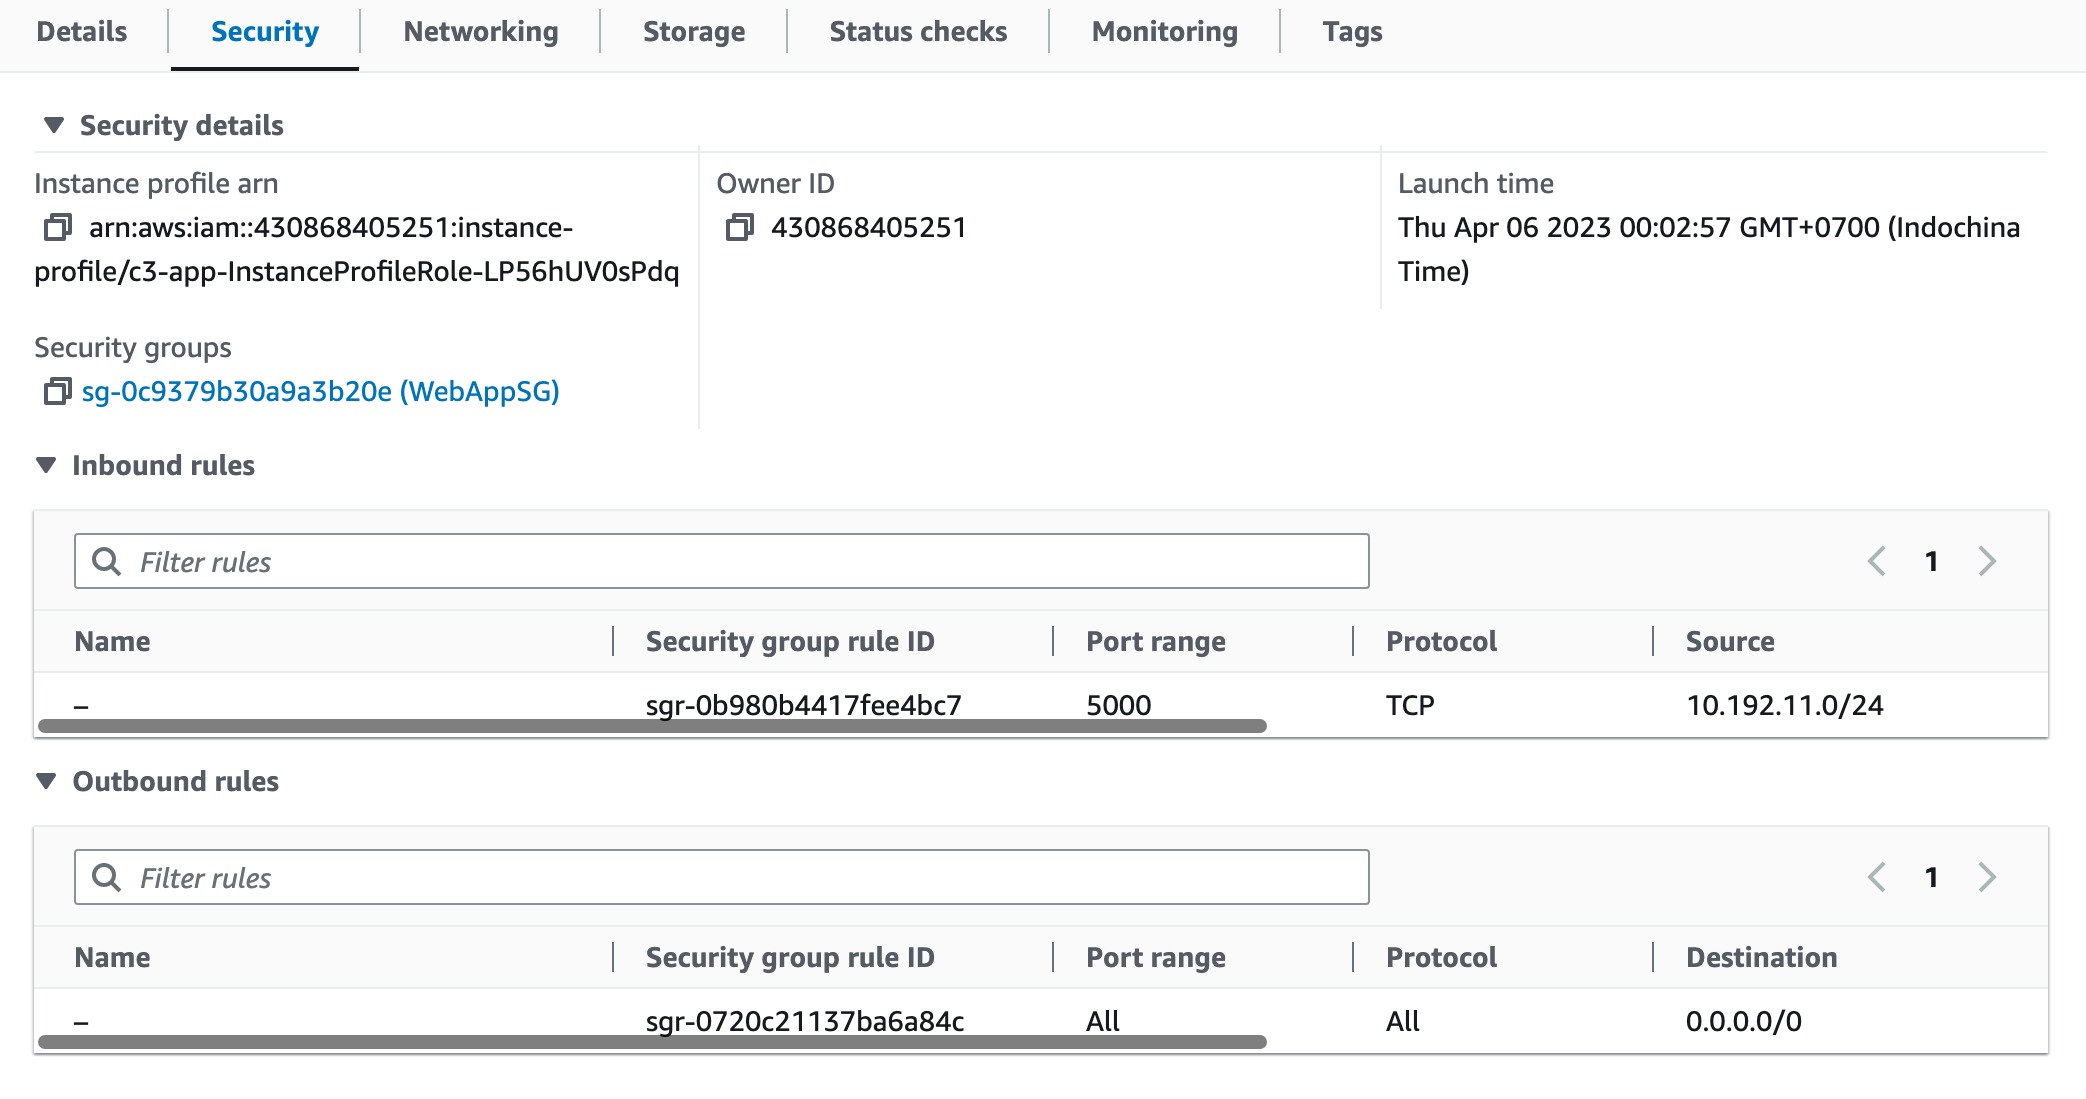 Details Security Networking Storage Status checks Monitoring Tags
Security details
Instance profile arn
arn:aws:iam::430868405251:instance-
profile/c3-app-InstanceProfileRole-LP56hUV0sPdq
Owner ID
430868405251
Launch time
Thu Apr 06 2023 00:02:57 GMT+0700 (Indochina
Time)
Security groups
sg-0c9379b30a9a3b20e (WebAppSG)
Inbound rules
Filter rules
1
Name Security group rule ID Port range Protocol Source
– sgr-0b980b4417fee4bc7 5000 TCP 10.192.11.0/24
Outbound rules
Filter rules
1
Name Security group rule ID Port range Protocol Destination
– sgr-0720c21137ba6a84c All All 0.0.0.0/0